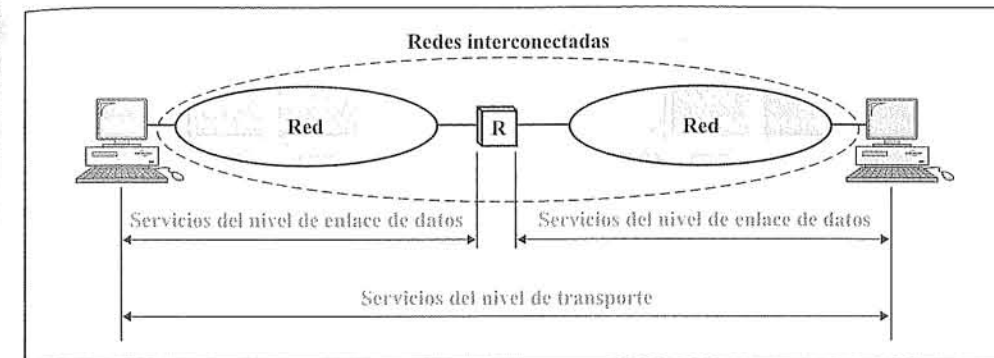 Redes interconectadas
Red R Red
Servicios del nivel de enlace de datos Servicios del nivel de enlace de datos
Servicios del nivel de transporte